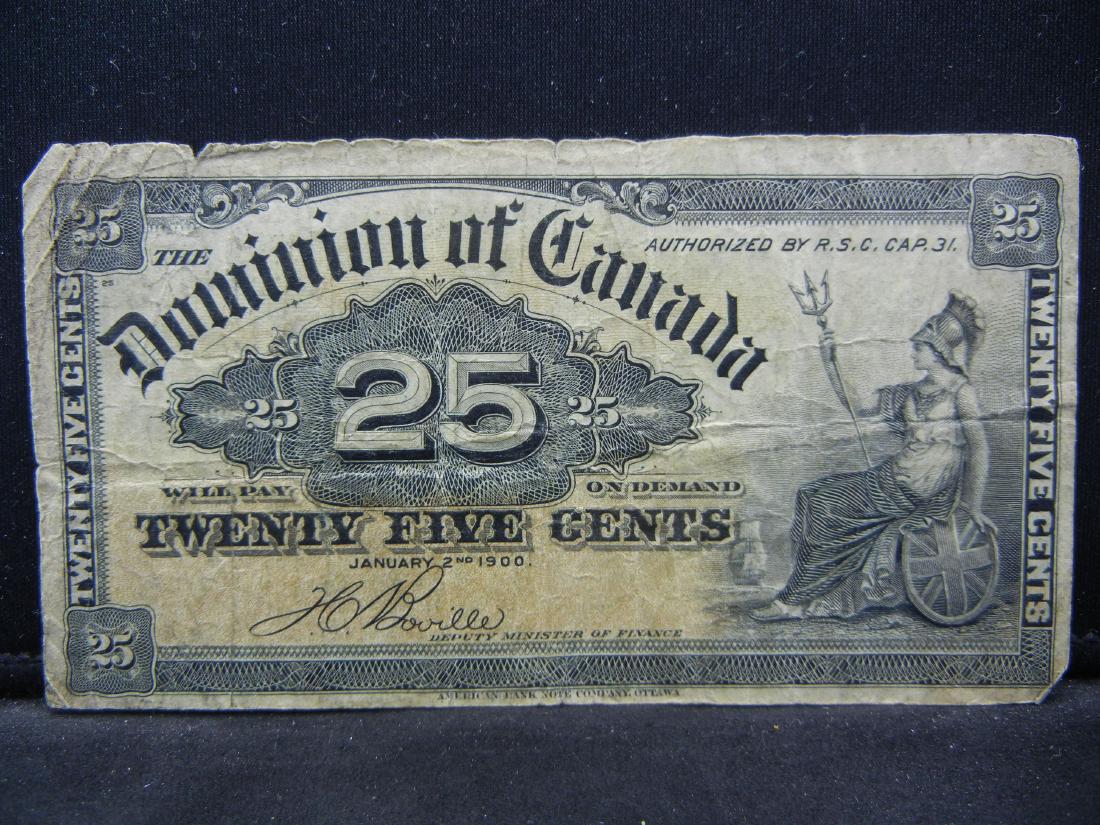 25
25
THE
Dominion of Canada
AUTHORIZED BY R.S.C. CAP. 31.
25
TWENTY FIVE CENTS
TWENTY FIVE CENTS
25
25
25
WILL PAY
ON DEMAND
TWENTY FIVE CENTS
JANUARY 2ND 1900.
H C Boville
DEPUTY MINISTER OF FINANCE
25
AMERICAN BANK NOTE COMPANY, OTTAWA